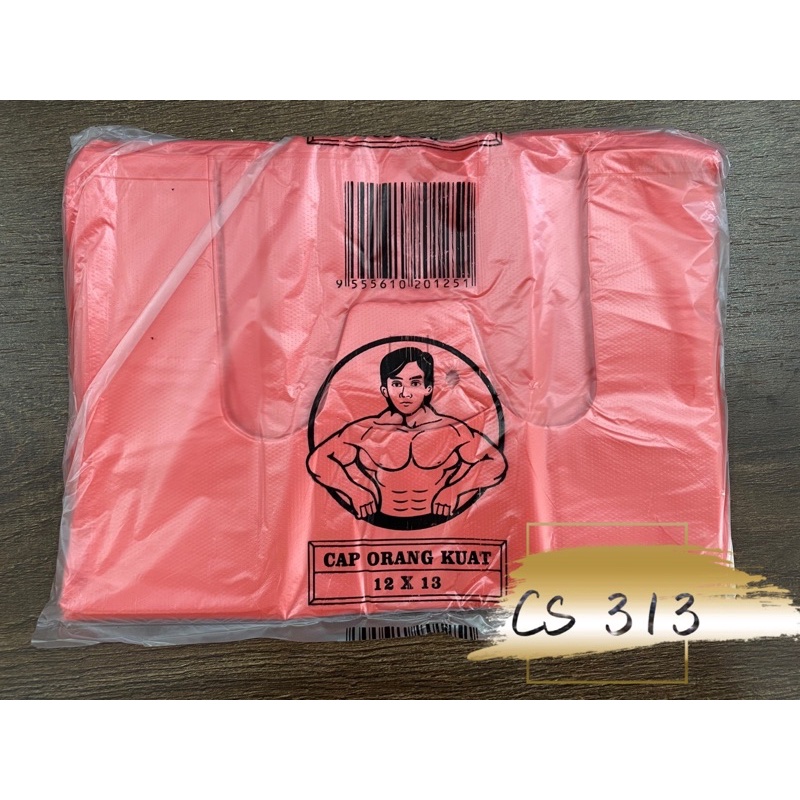 9 555610 201251
CAP ORANG KUAT
12 X 13
CS 313